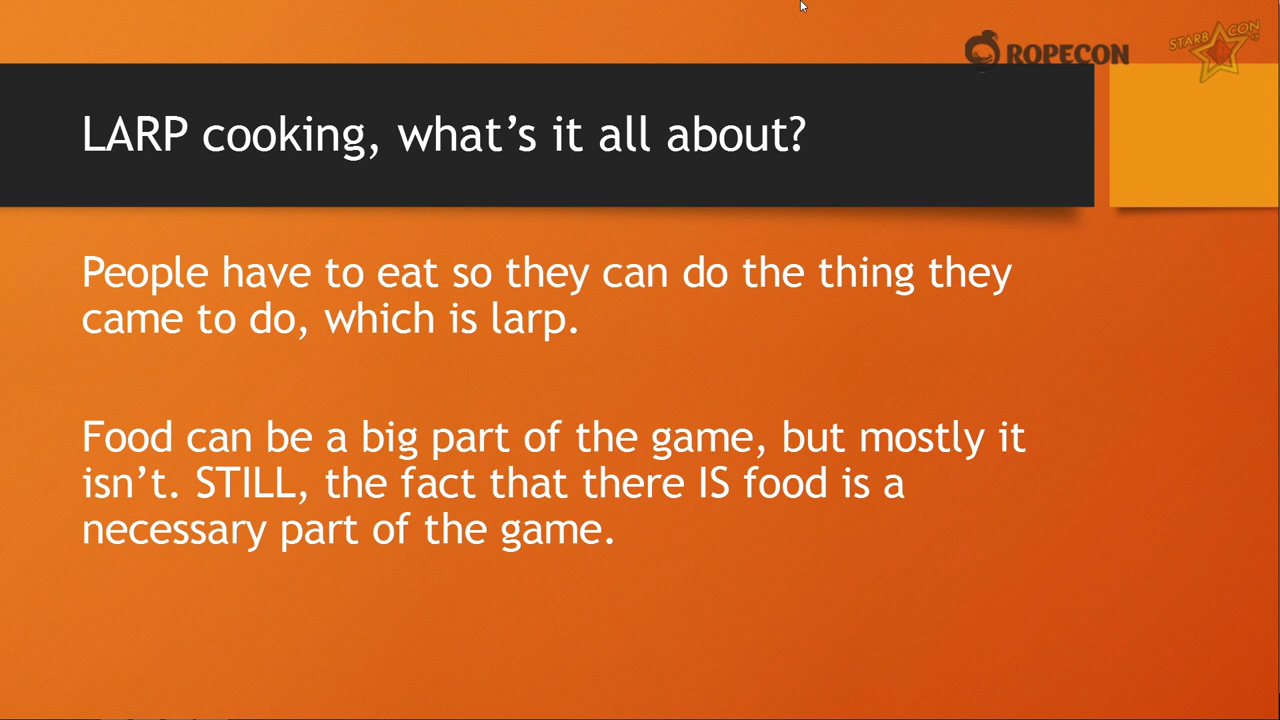 ROPECON
STARBCON
LARP cooking, what's it all about?
People have to eat so they can do the thing they
came to do, which is larp.
Food can be a big part of the game, but mostly it
isn't. STILL, the fact that there IS food is a
necessary part of the game.